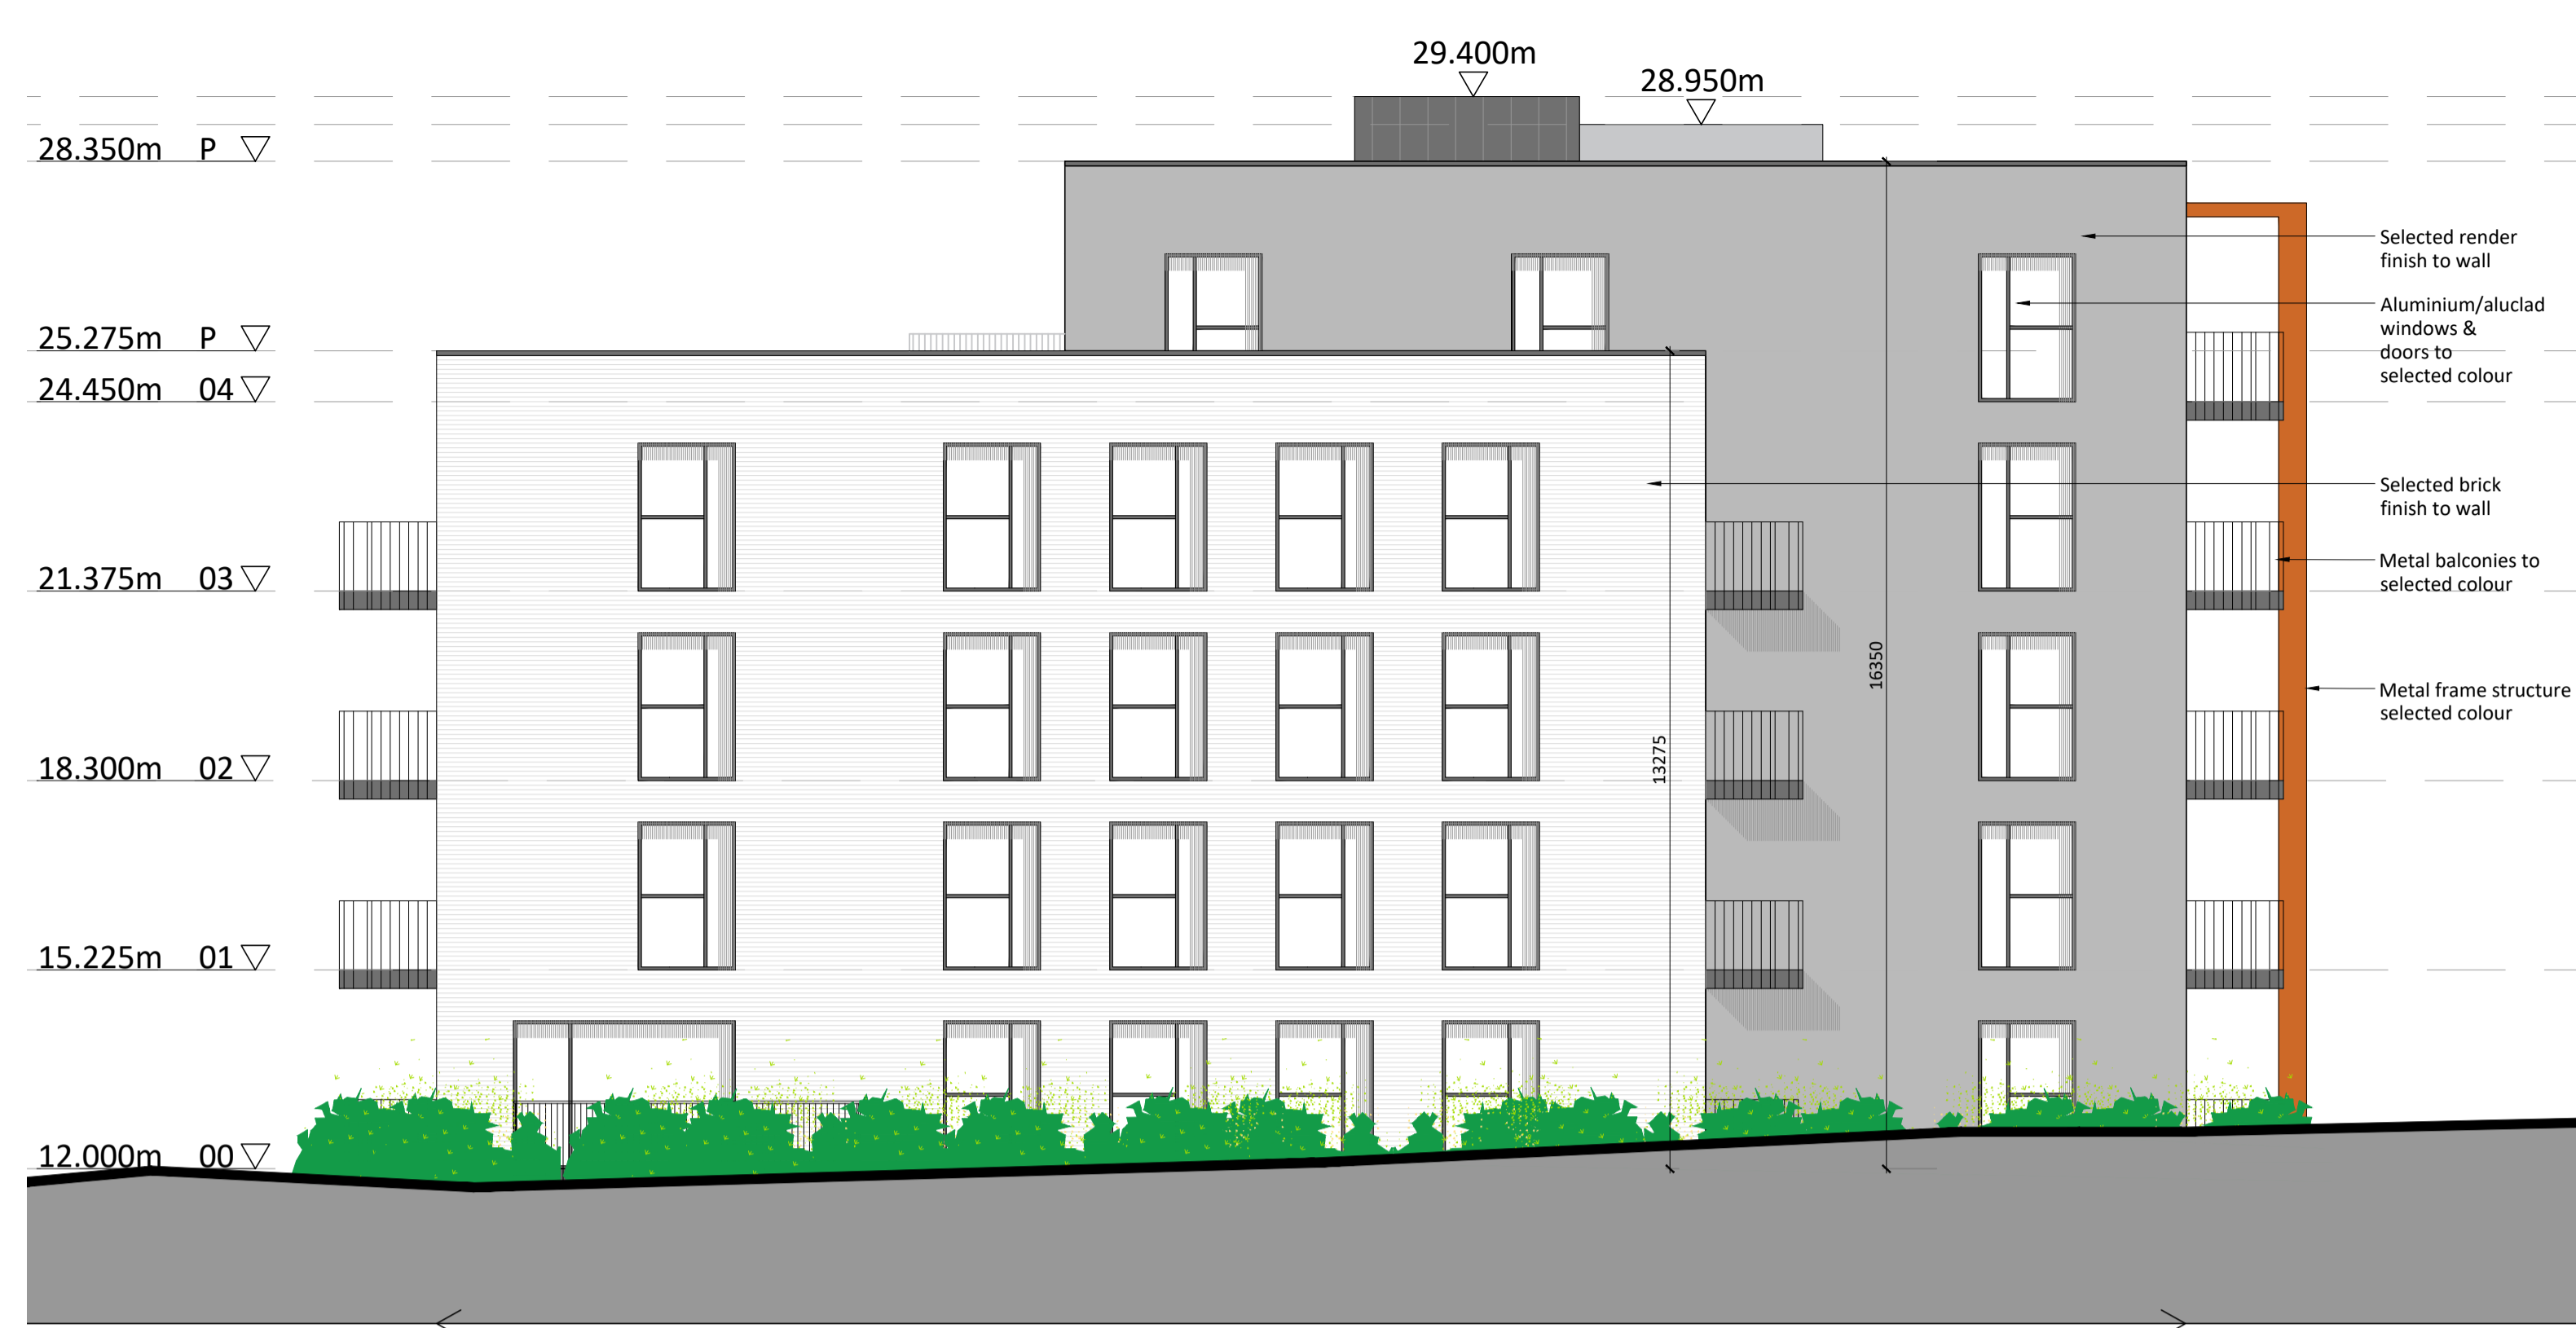 29.400m
28.950m
28.350m P
25.275m P
24.450m 04
21.375m 03
18.300m 02
15.225m 01
12.000m 00
13275
16350
Selected render
finish to wall
Aluminium/aluclad
windows &
doors to
selected colour
Selected brick
finish to wall
Metal balconies to
selected colour
Metal frame structure
selected colour